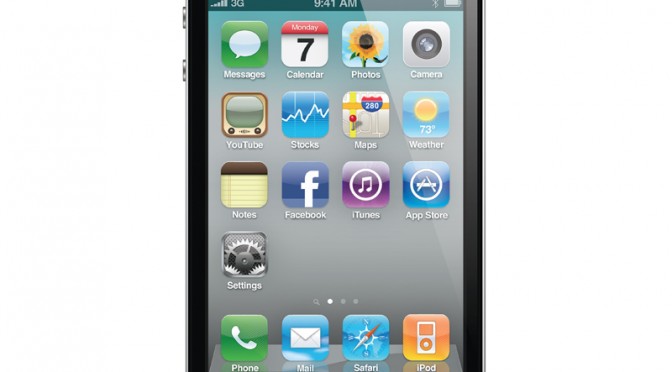 3G 9:41 AM
Monday
7
Messages Calendar Photos Camera
280
73°
YouTube Stocks Maps Weather
f
Notes Facebook iTunes App Store
Settings
Phone Mail Safari iPod